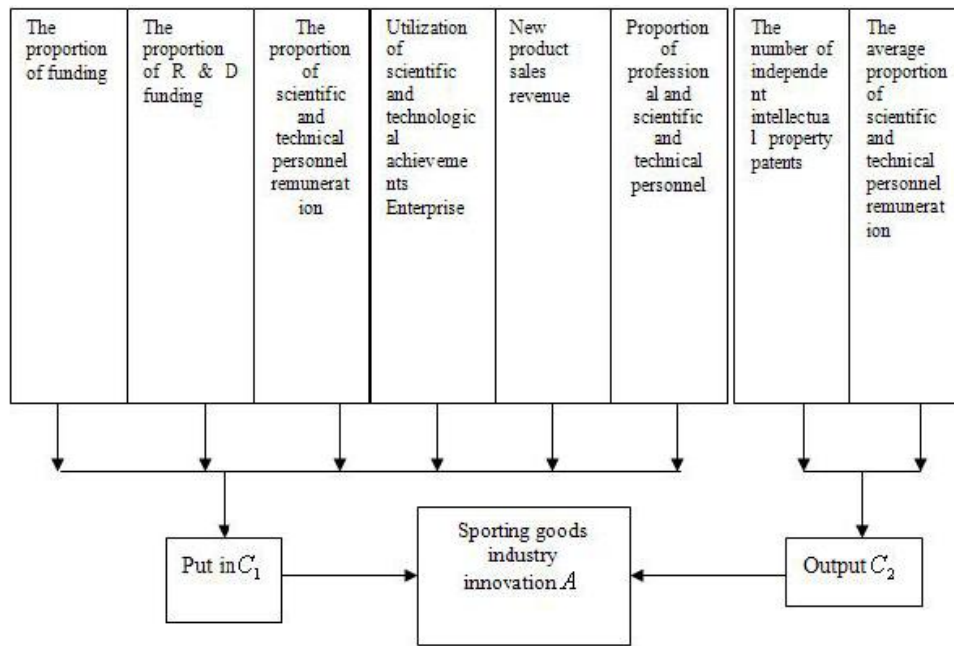 The
proportion
of funding
The
proportion
of R & D
funding
The
proportion
of
scientific
and
technical
personnel
remunerat
ion
Utilization
of
scientific
and
technologic
al
achieveme
nts
Enterprise
New
product
sales
revenue
Proportion
of
profession
al and
scientific
and
technical
personnel
The
number of
independe
nt
intellectua
l property
patents
The
average
proportion
of
scientific
and
technical
personnel
remunerat
ion
Put in C₁
Sporting goods
industry
innovation A
Output C₂